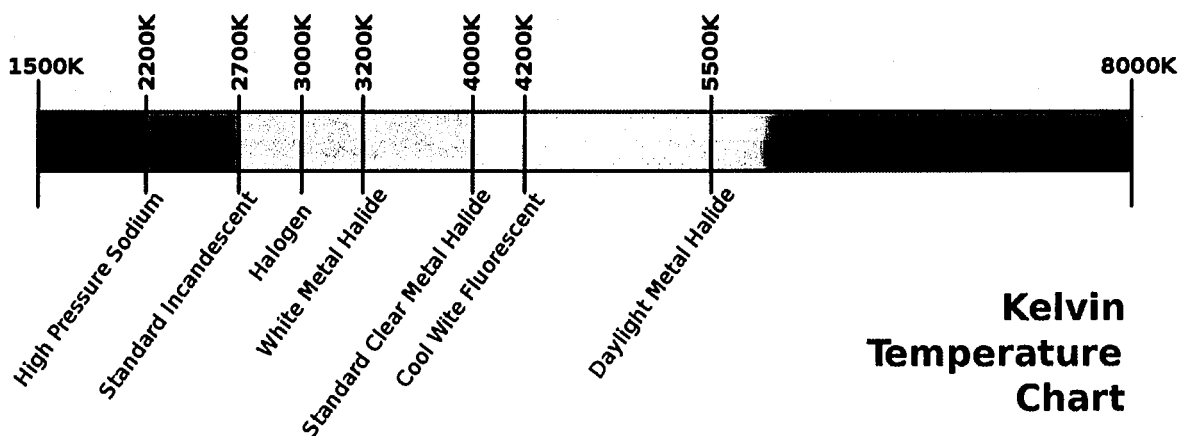 1500K
2200K
2700K
3000K
3200K
4000K
4200K
5500K
8000K
High Pressure Sodium
Standard Incandescent
Halogen
White Metal Halide
Standard Clear Metal Halide
Cool Wite Fluorescent
Daylight Metal Halide
Kelvin
Temperature
Chart